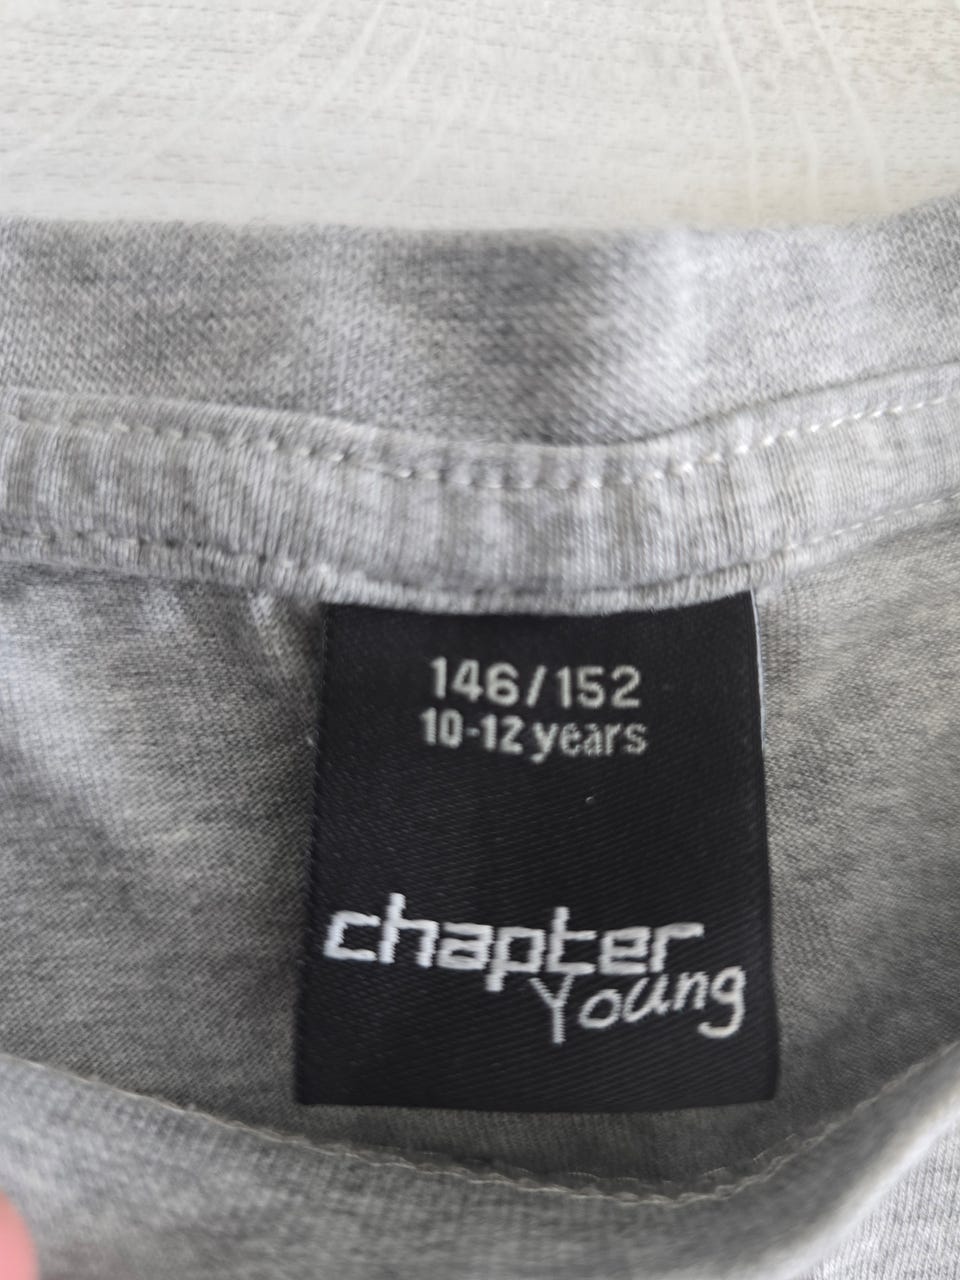 146/152
10-12 years
chapter
Young